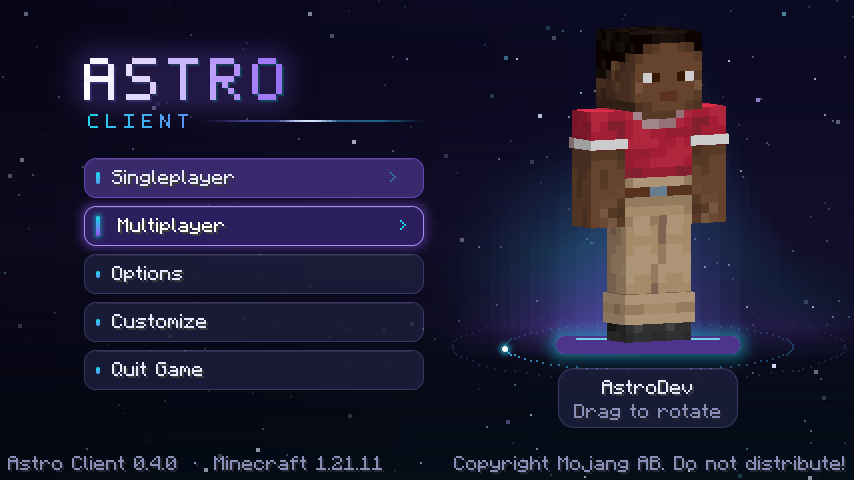 ASTRO
CLIENT
Singleplayer
Multiplayer
Options
Customize
Quit Game
AstroDev
Drag to rotate
Astro Client 0.4.0 · Minecraft 1.21.11 · Copyright Mojang AB. Do not distribute!